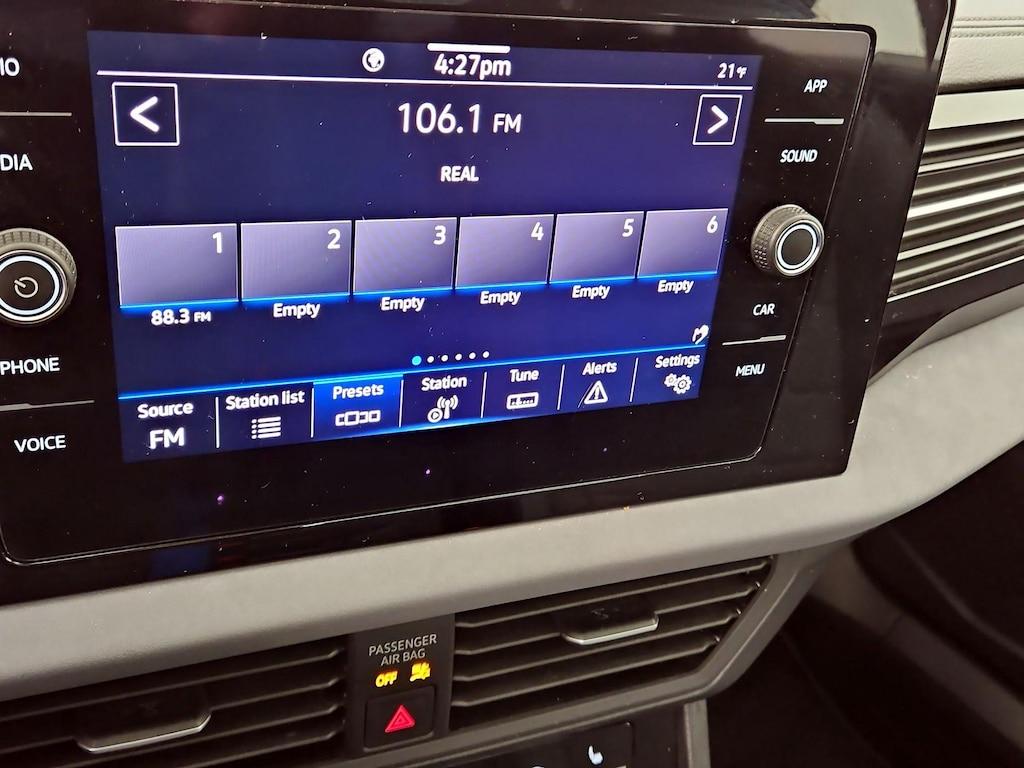 IO
4:27pm
21°F
APP
<
106.1 FM
>
DIA
SOUND
REAL
1
2
3
4
5
6
88.3 FM
Empty
Empty
Empty
Empty
Empty
CAR
PHONE
MENU
Source
FM
Station list
Presets
Station
Tune
Alerts
Settings
VOICE
PASSENGER
AIR BAG
OFF